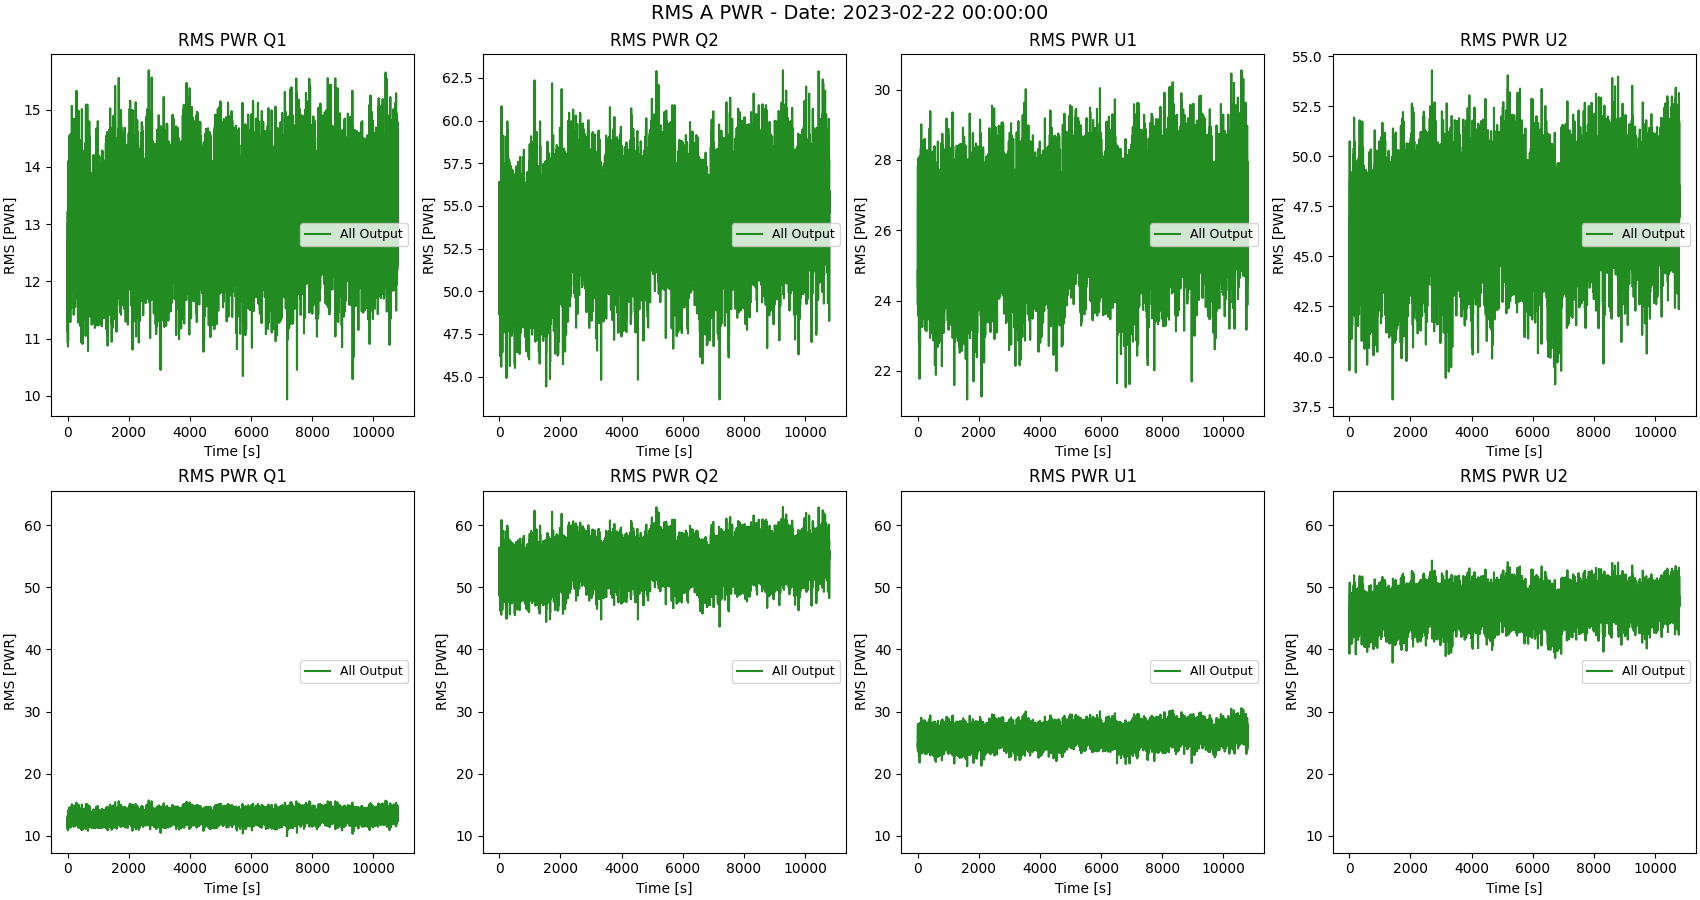 RMS A PWR - Date: 2023-02-22 00:00:00
RMS PWR Q1
RMS [PWR]
15
14
13
12
11
10
All Output
0 2000 4000 6000 8000 10000
Time [s]
RMS PWR Q2
RMS [PWR]
62.5
60.0
57.5
55.0
52.5
50.0
47.5
45.0
All Output
0 2000 4000 6000 8000 10000
Time [s]
RMS PWR U1
RMS [PWR]
30
28
26
24
22
All Output
0 2000 4000 6000 8000 10000
Time [s]
RMS PWR U2
RMS [PWR]
55.0
52.5
50.0
47.5
45.0
42.5
40.0
37.5
All Output
0 2000 4000 6000 8000 10000
Time [s]
RMS PWR Q1
RMS [PWR]
60
50
40
30
20
10
All Output
0 2000 4000 6000 8000 10000
Time [s]
RMS PWR Q2
RMS [PWR]
60
50
40
30
20
10
All Output
0 2000 4000 6000 8000 10000
Time [s]
RMS PWR U1
RMS [PWR]
60
50
40
30
20
10
All Output
0 2000 4000 6000 8000 10000
Time [s]
RMS PWR U2
RMS [PWR]
60
50
40
30
20
10
All Output
0 2000 4000 6000 8000 10000
Time [s]